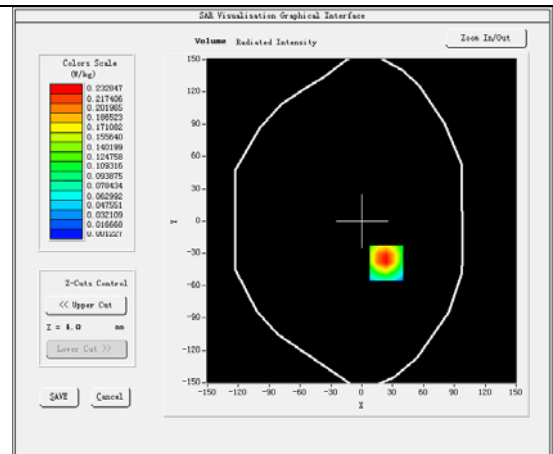 SAR Visualisation Graphical Interface
Volume Radiated Intensity
Zoom In/Out
Colors Scale
(W/kg)
0.232847
0.217406
0.201965
0.186523
0.171082
0.155640
0.140199
0.124758
0.109316
0.093875
0.078434
0.062992
0.047551
0.032109
0.016668
0.001227
Z-Cuts Control
<< Upper Cut
Z = 4.0 mm
Lower Cut >>
SAVE
Cancel
150
120
90
60
30
0
-30
-60
-90
-120
-150
Y
-150 -120 -90 -60 -30 0 30 60 90 120 150
X